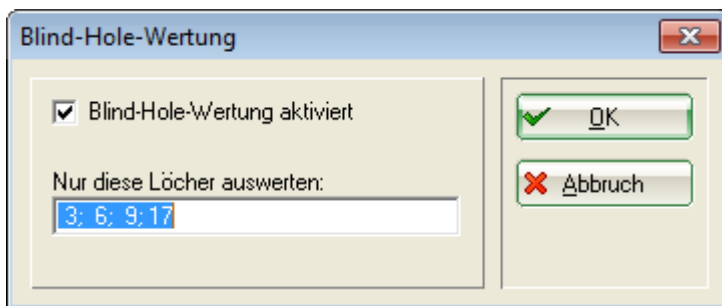 Blind-Hole-Wertung
Blind-Hole-Wertung aktiviert
Nur diese Löcher auswerten:
3; 6; 9;17
OK
Abbruch